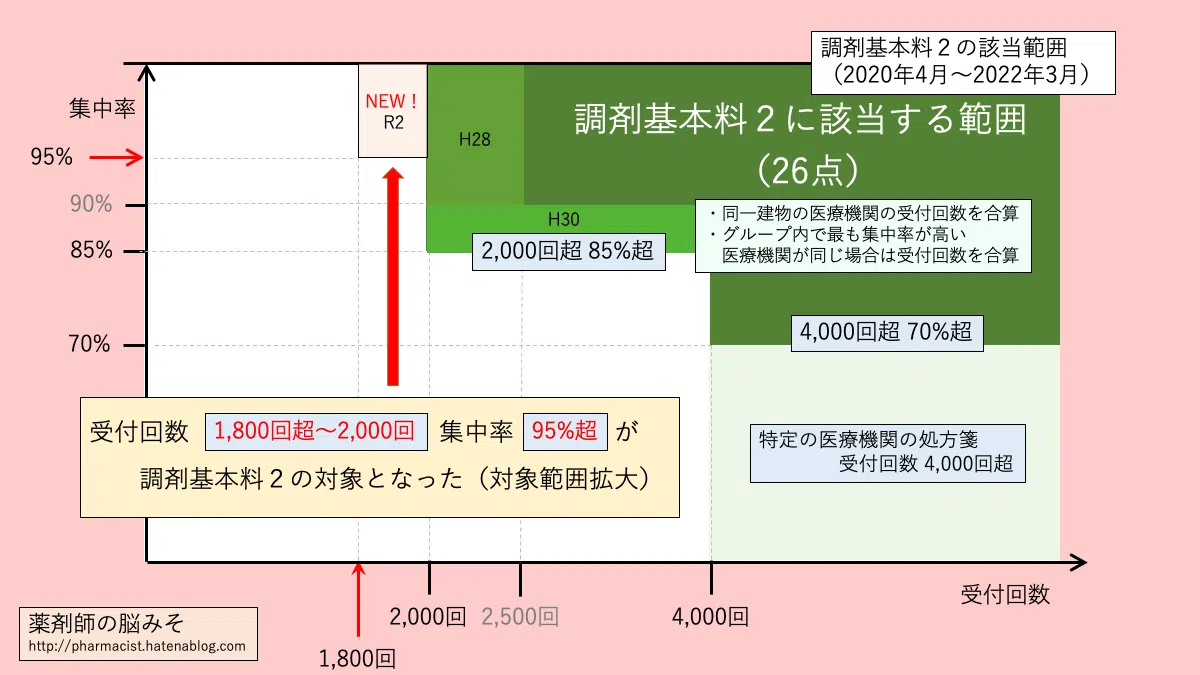 調剤基本料２の該当範囲
（2020年4月～2022年3月）
集中率
95%
90%
85%
70%
NEW！
R2
H28
調剤基本料２に該当する範囲
（26点）
H30
2,000回超 85%超
・同一建物の医療機関の受付回数を合算
・グループ内で最も集中率が高い
医療機関が同じ場合は受付回数を合算
4,000回超 70%超
受付回数 1,800回超～2,000回 集中率 95%超 が
調剤基本料２の対象となった（対象範囲拡大）
特定の医療機関の処方箋
受付回数 4,000回超
受付回数
2,000回
2,500回
4,000回
1,800回
薬剤師の脳みそ
http://pharmacist.hatenablog.com